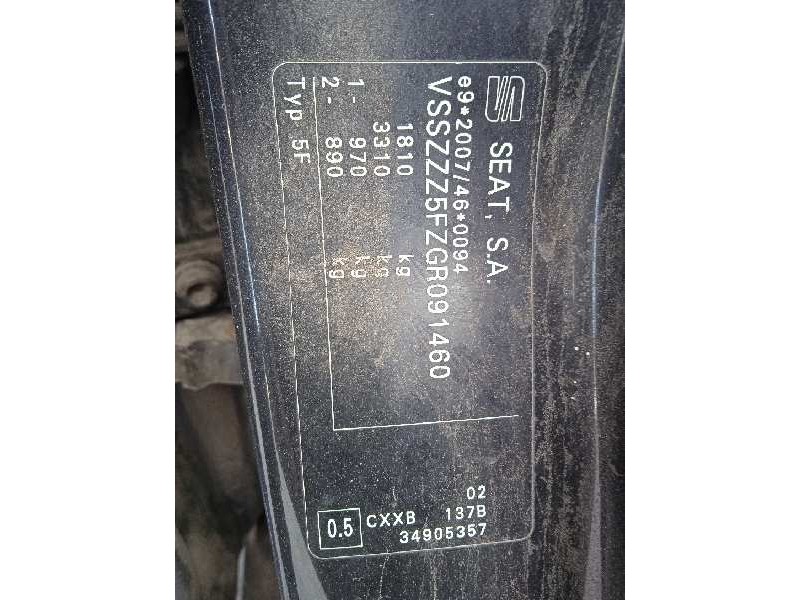 SEAT, S.A.
e9*2007/46*0094
VSSZZZ5FZGR091460
1810 kg
3310 kg
1- 970 kg
2- 890 kg
Typ 5F
02
137B
CXXB
34905357
0.5